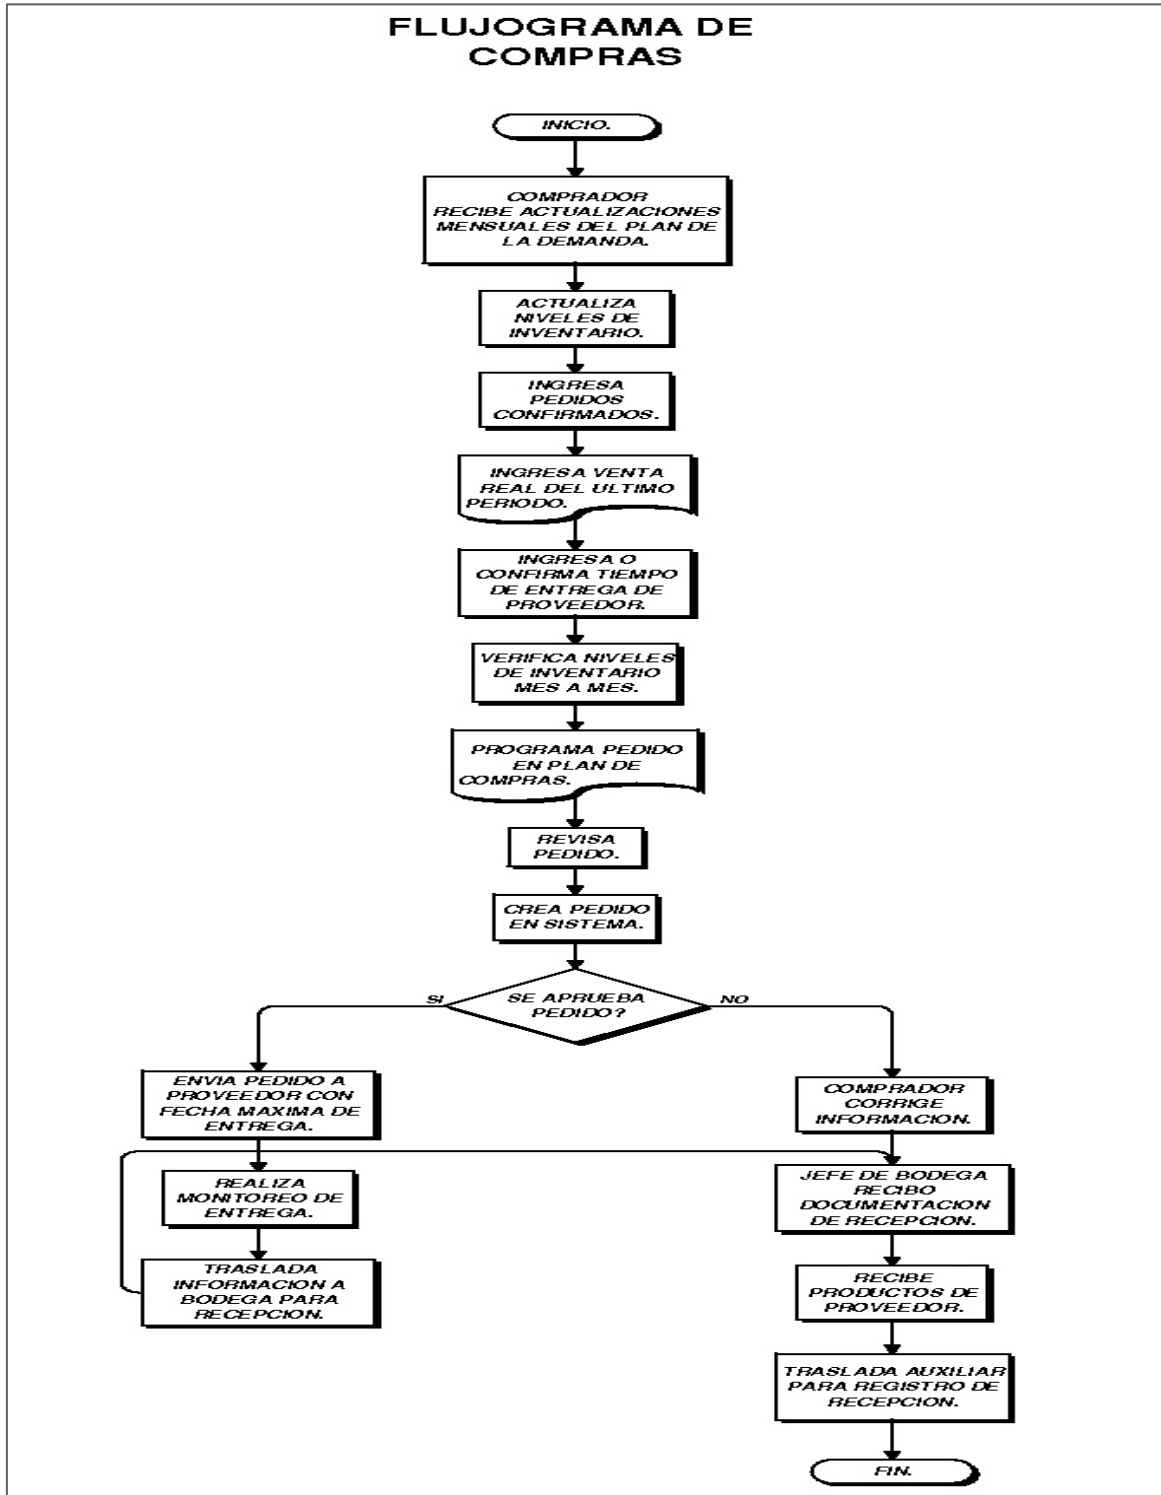 FLUJOGRAMA DE
COMPRAS
INICIO.
COMPRADOR
RECIBE ACTUALIZACIONES
MENSUALES DEL PLAN DE
LA DEMANDA.
ACTUALIZA
NIVELES DE
INVENTARIO.
INGRESA
PEDIDOS
CONFIRMADOS.
INGRESA VENTA
REAL DEL ULTIMO
PERIODO.
INGRESA O
CONFIRMA TIEMPO
DE ENTREGA DE
PROVEEDOR.
VERIFICA NIVELES
DE INVENTARIO
MES A MES.
PROGRAMA PEDIDO
EN PLAN DE
COMPRAS.
REVISA
PEDIDO.
CREA PEDIDO
EN SISTEMA.
SE APRUEBA
PEDIDO?
SI
NO
ENVIA PEDIDO A
PROVEEDOR CON
FECHA MAXIMA DE
ENTREGA.
REALIZA
MONITOREO DE
ENTREGA.
TRASLADA
INFORMACION A
BODEGA PARA
RECEPCION.
COMPRADOR
CORRIGE
INFORMACION.
JEFE DE BODEGA
RECIBO
DOCUMENTACION
DE RECEPCION.
RECIBE
PRODUCTOS DE
PROVEEDOR.
TRASLADA AUXILIAR
PARA REGISTRO DE
RECEPCION.
FIN.